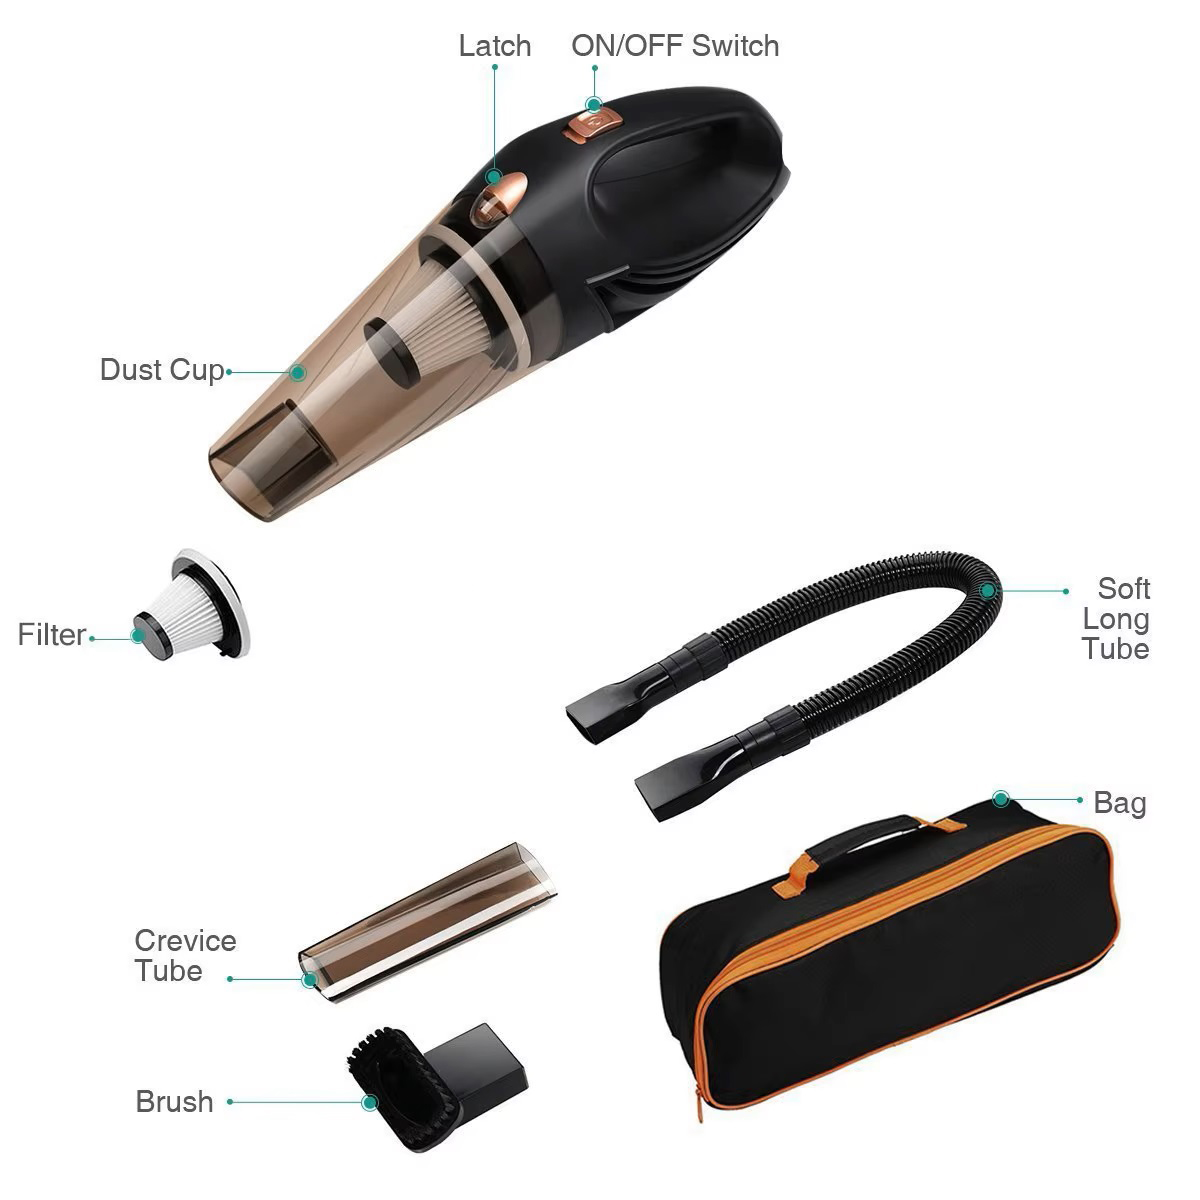 Latch
ON/OFF Switch
Dust Cup
Filter
Soft
Long
Tube
Bag
Crevice
Tube
Brush